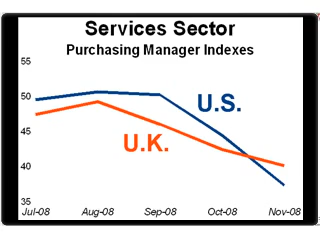 Services Sector
Purchasing Manager Indexes
55
50
45
40
35
U.S.
U.K.
Jul-08 Aug-08 Sep-08 Oct-08 Nov-08